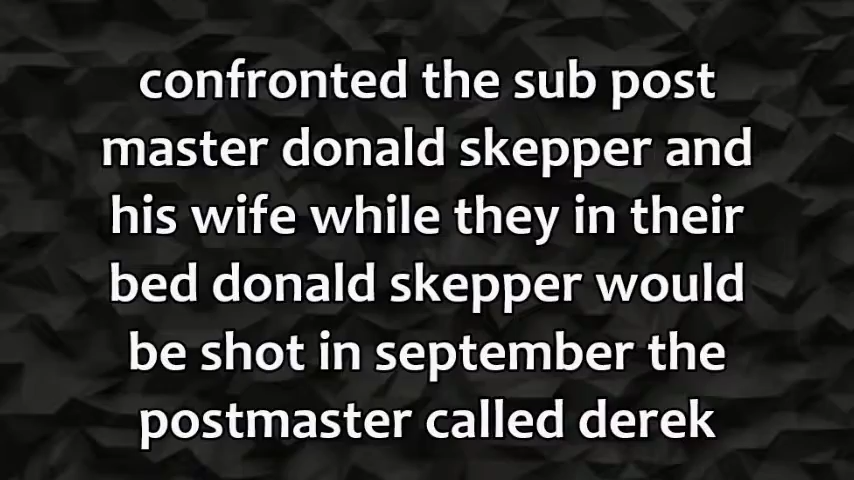 confronted the sub post
master donald skepper and
his wife while they in their
bed donald skepper would
be shot in september the
postmaster called derek